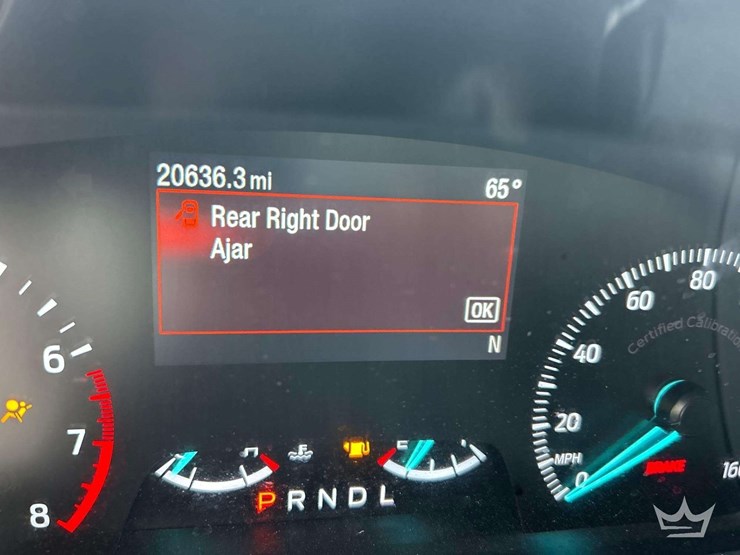 20636.3 mi
65°
Rear Right Door
Ajar
OK
N
6
7
8
P R N D L
80
60
40
20
MPH
0
BRAKE
Certified